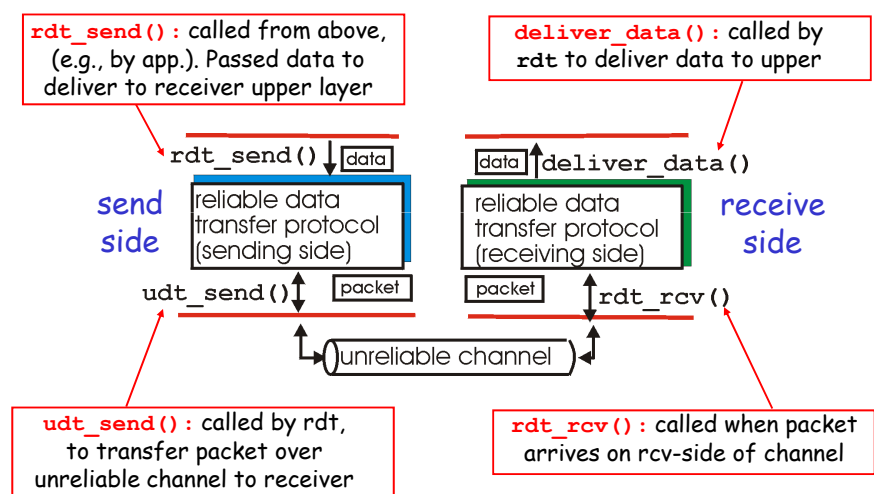 rdt_send(): called from above,
(e.g., by app.). Passed data to
deliver to receiver upper layer
deliver_data(): called by
rdt to deliver data to upper
rdt_send()
data
data
deliver_data()
send
side
reliable data
transfer protocol
(sending side)
reliable data
transfer protocol
(receiving side)
receive
side
udt_send()
packet
packet
rdt_rcv()
unreliable channel
udt_send(): called by rdt,
to transfer packet over
unreliable channel to receiver
rdt_rcv(): called when packet
arrives on rcv-side of channel